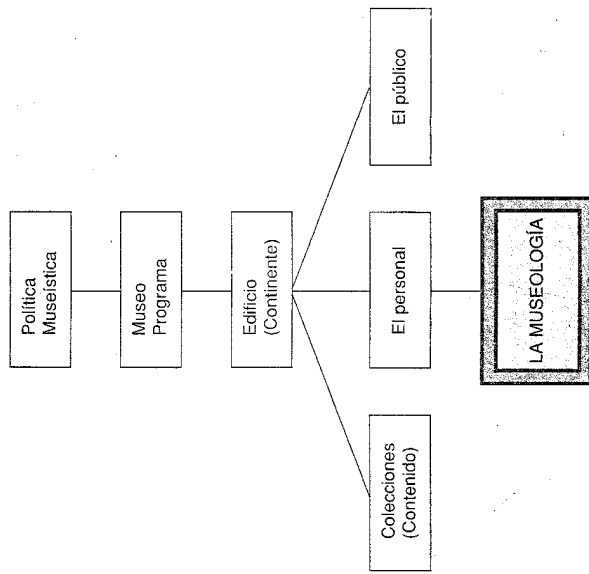 Política
Museística
Museo
Programa
Edificio
(Continente)
Colecciones
(Contenido)
El personal
El público
LA MUSEOLOGÍA